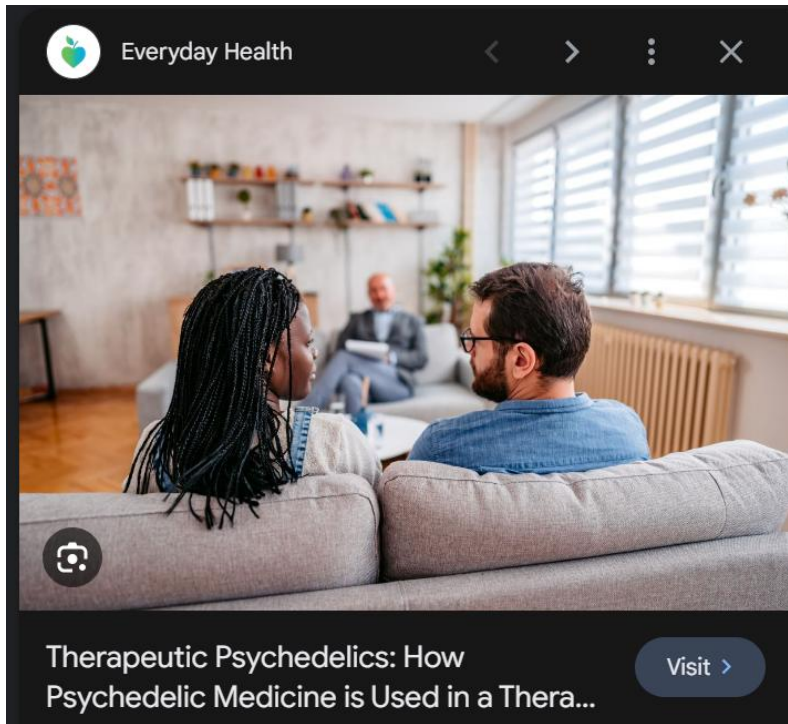 Everyday Health
Therapeutic Psychedelics: How
Psychedelic Medicine is Used in a Thera...
Visit